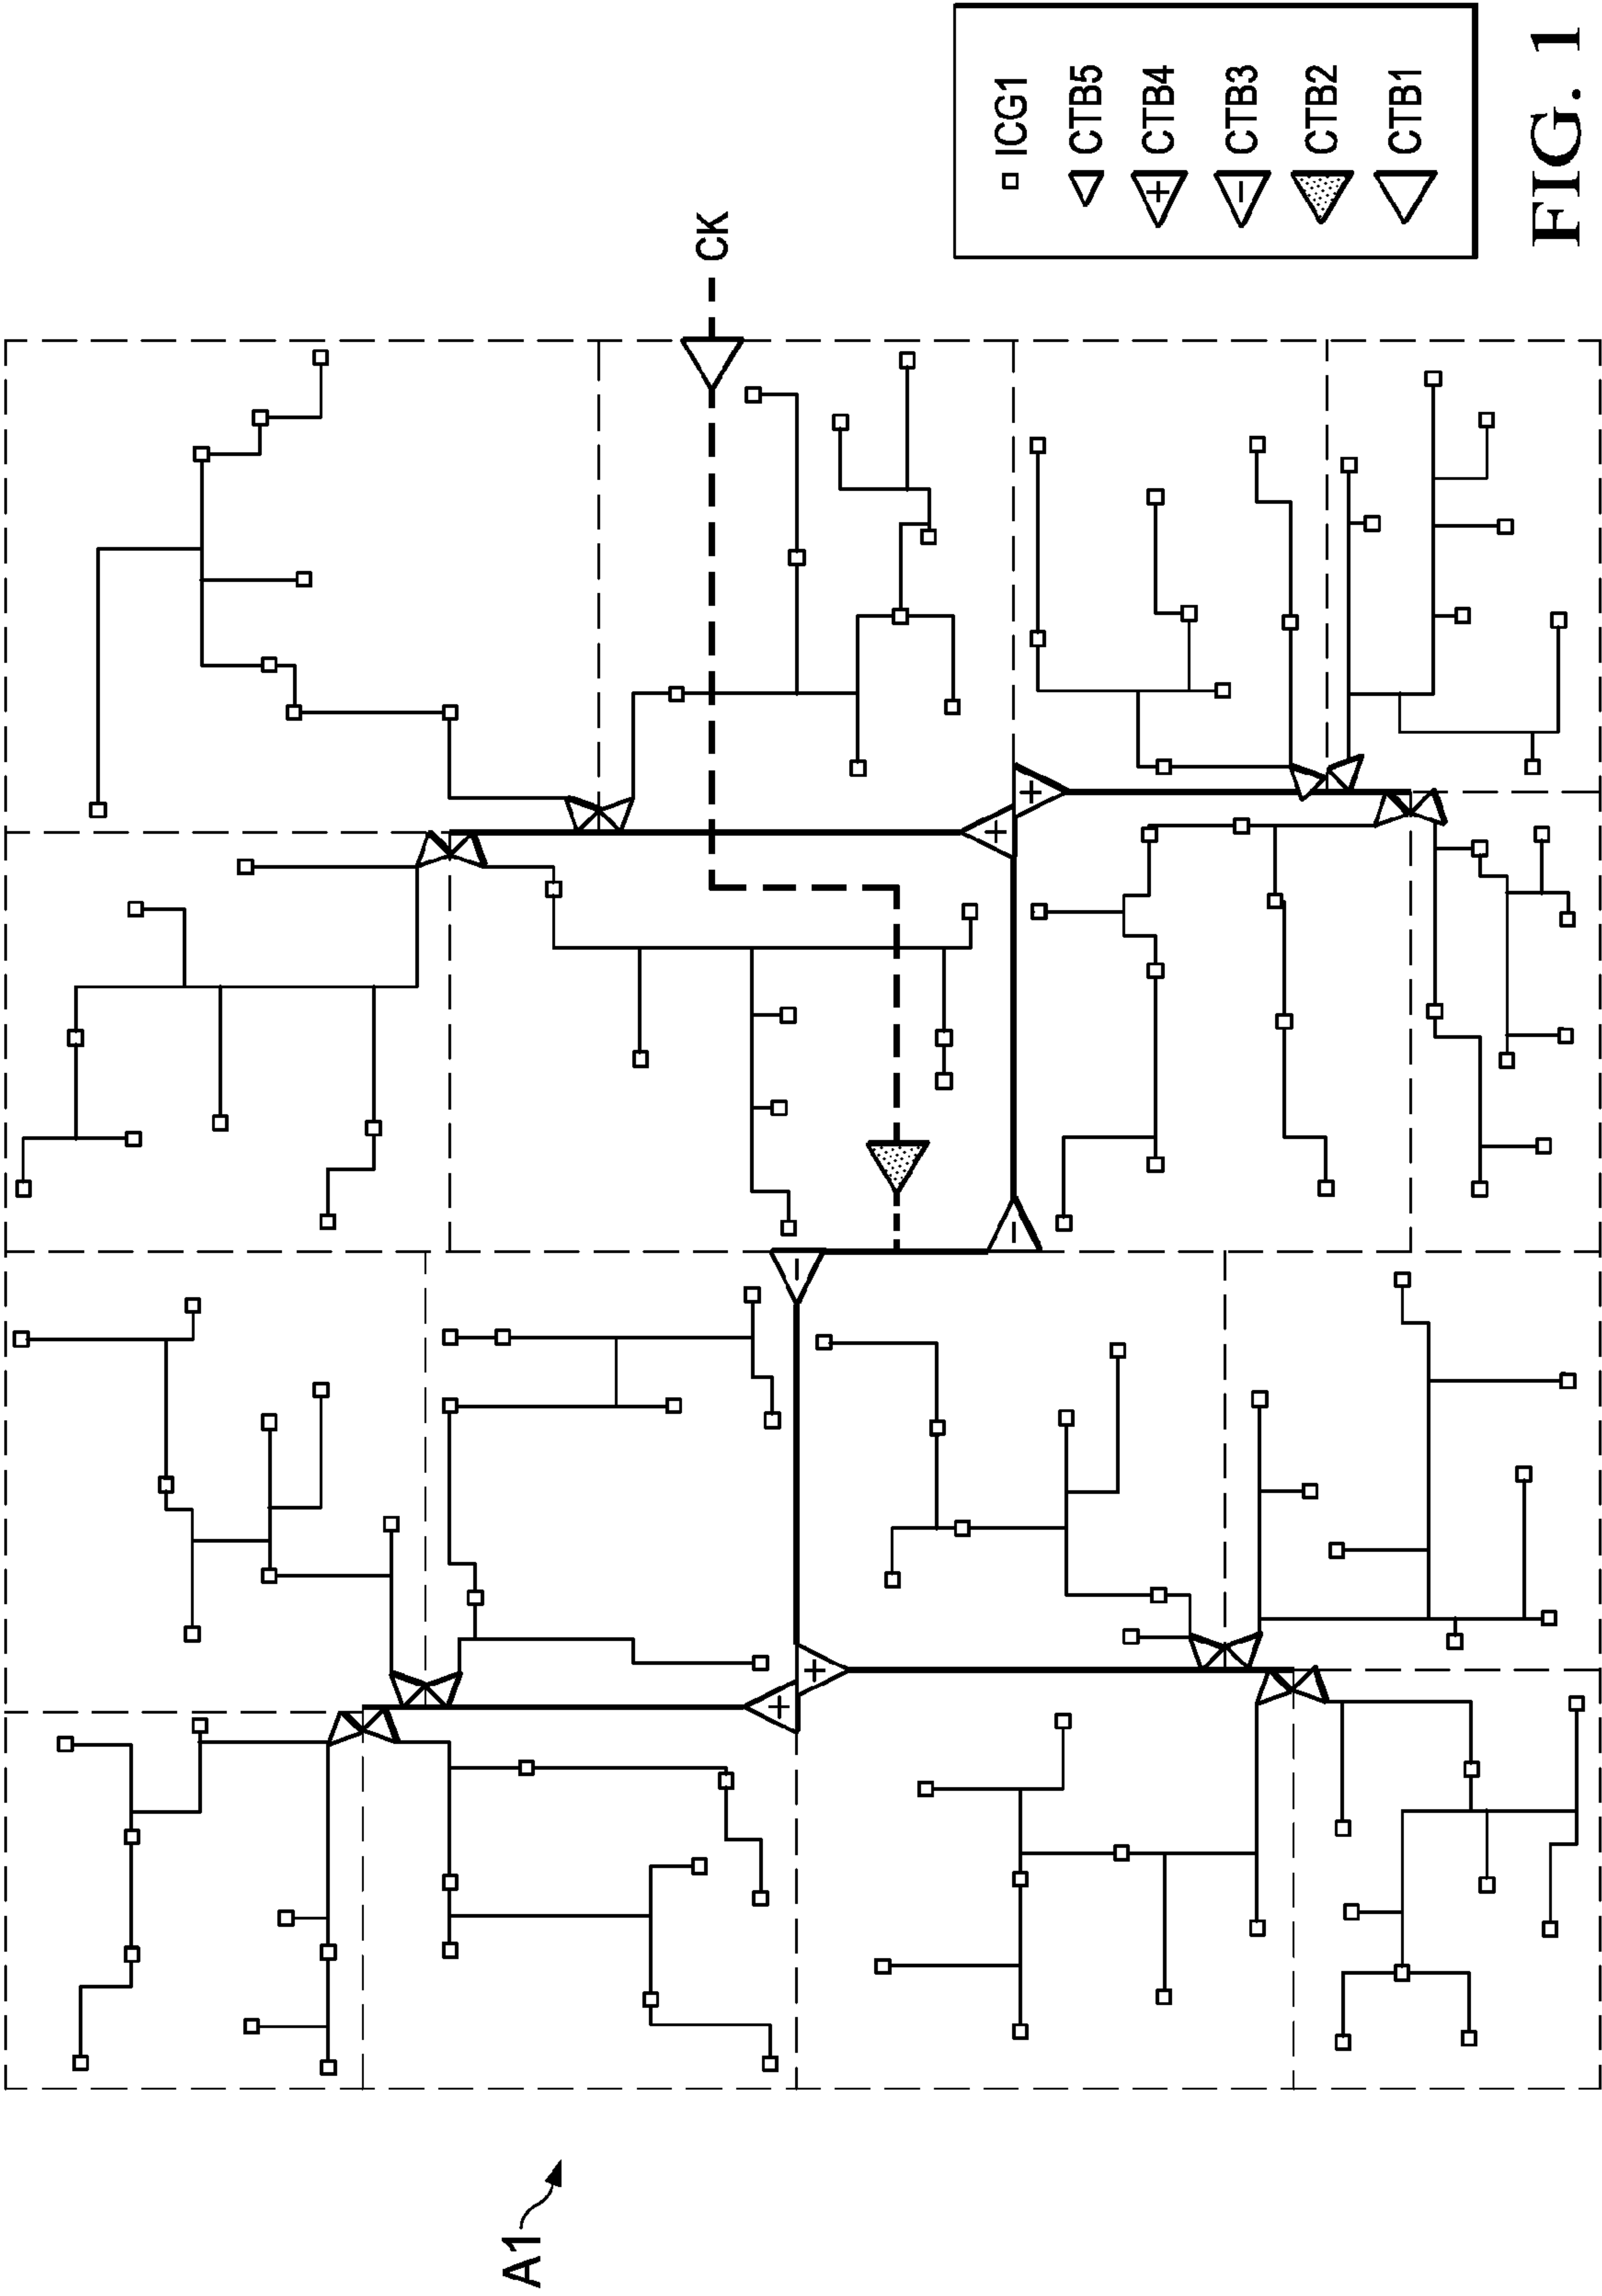 A1
CK
ICG1
CTB5
+ CTB4
− CTB3
CTB2
CTB1
+
+
−
−
+
+
FIG. 1